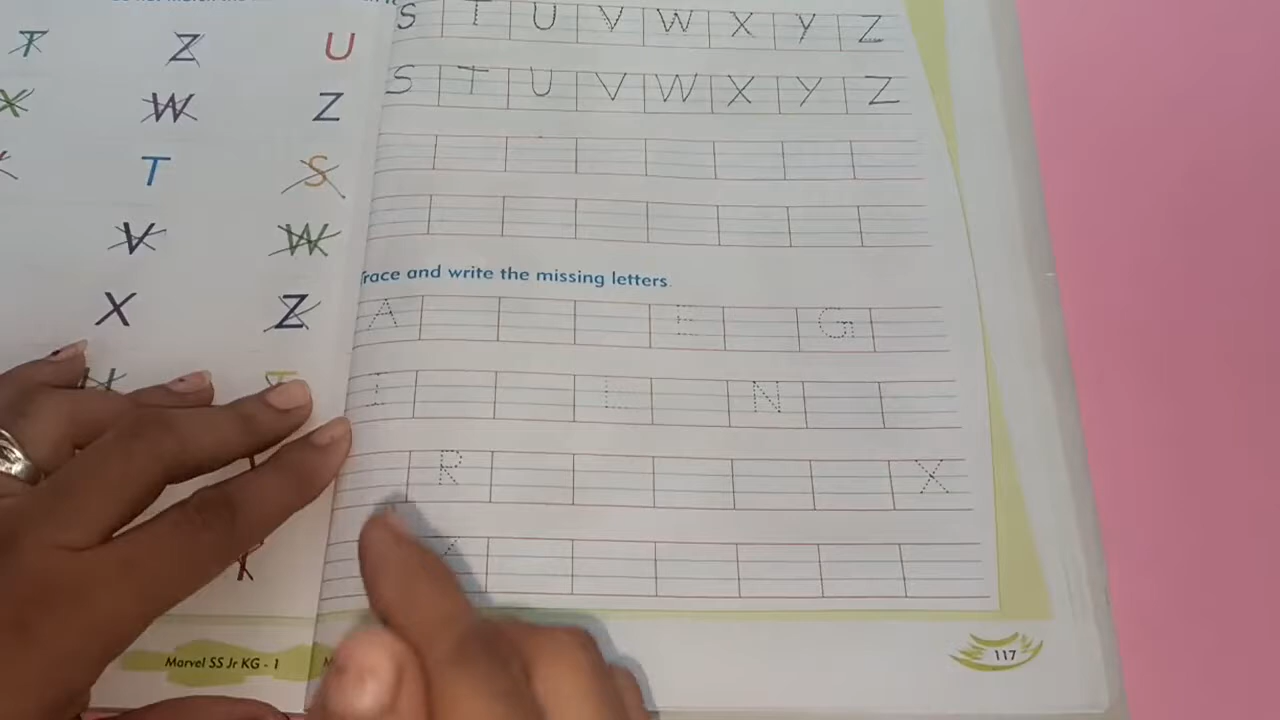 T Z U
X W Z
T S
V W
X Z
S T U V W X Y Z
S T U V W X Y Z
Trace and write the missing letters.
A E G
I L N
R X
Marvel SS Jr KG - 1
117